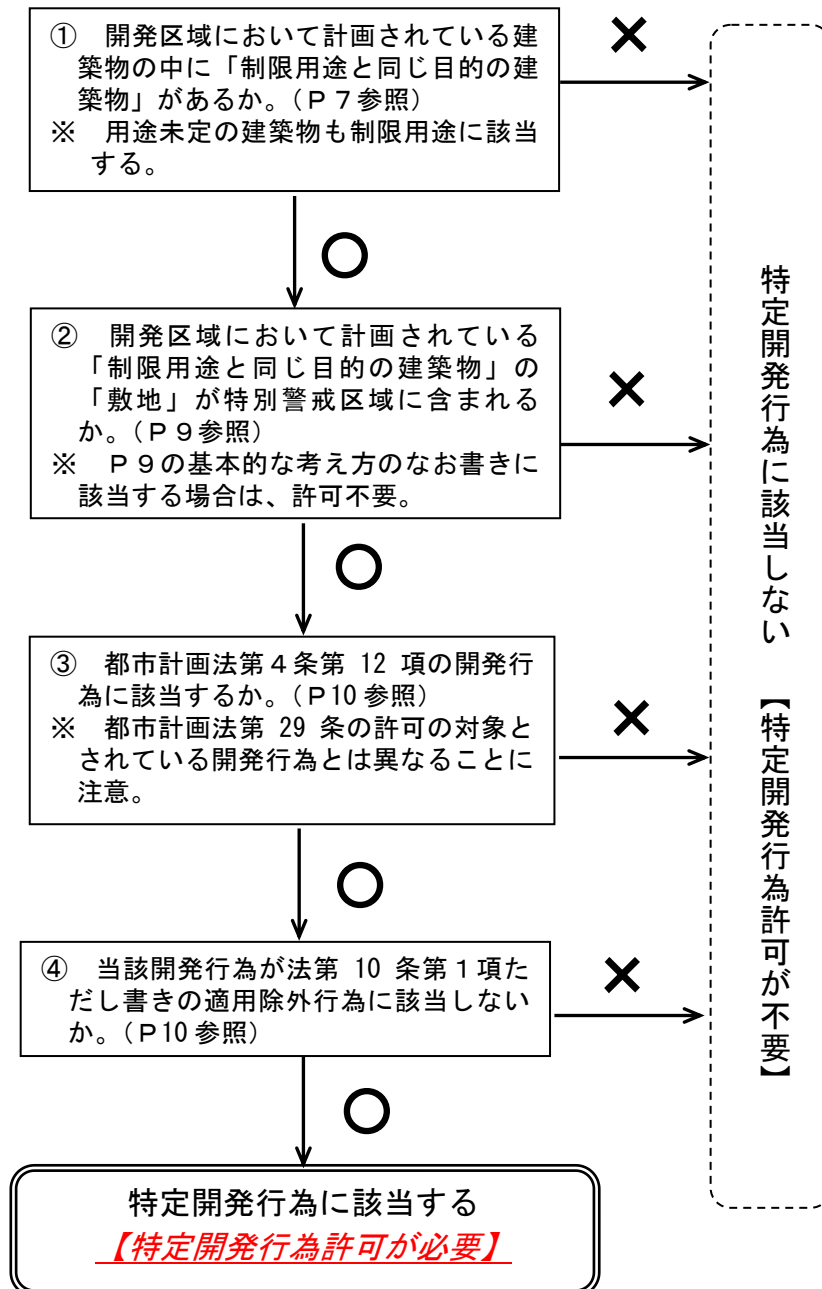 ①　開発区域において計画されている建
築物の中に「制限用途と同じ目的の建
築物」があるか。（Ｐ７参照）
※　用途未定の建築物も制限用途に該当
する。
×
○
②　開発区域において計画されている
「制限用途と同じ目的の建築物」の
「敷地」が特別警戒区域に含まれる
か。（Ｐ９参照）
※　Ｐ９の基本的な考え方のなお書きに
該当する場合は、許可不要。
×
○
③　都市計画法第４条第 12 項の開発行
為に該当するか。（Ｐ10 参照）
※　都市計画法第 29 条の許可の対象と
されている開発行為とは異なることに
注意。
×
○
④　当該開発行為が法第 10 条第１項た
だし書きの適用除外行為に該当しない
か。（Ｐ10 参照）
×
○
特定開発行為に該当する
【特定開発行為許可が必要】
特定開発行為に該当しない　【特定開発行為許可が不要】